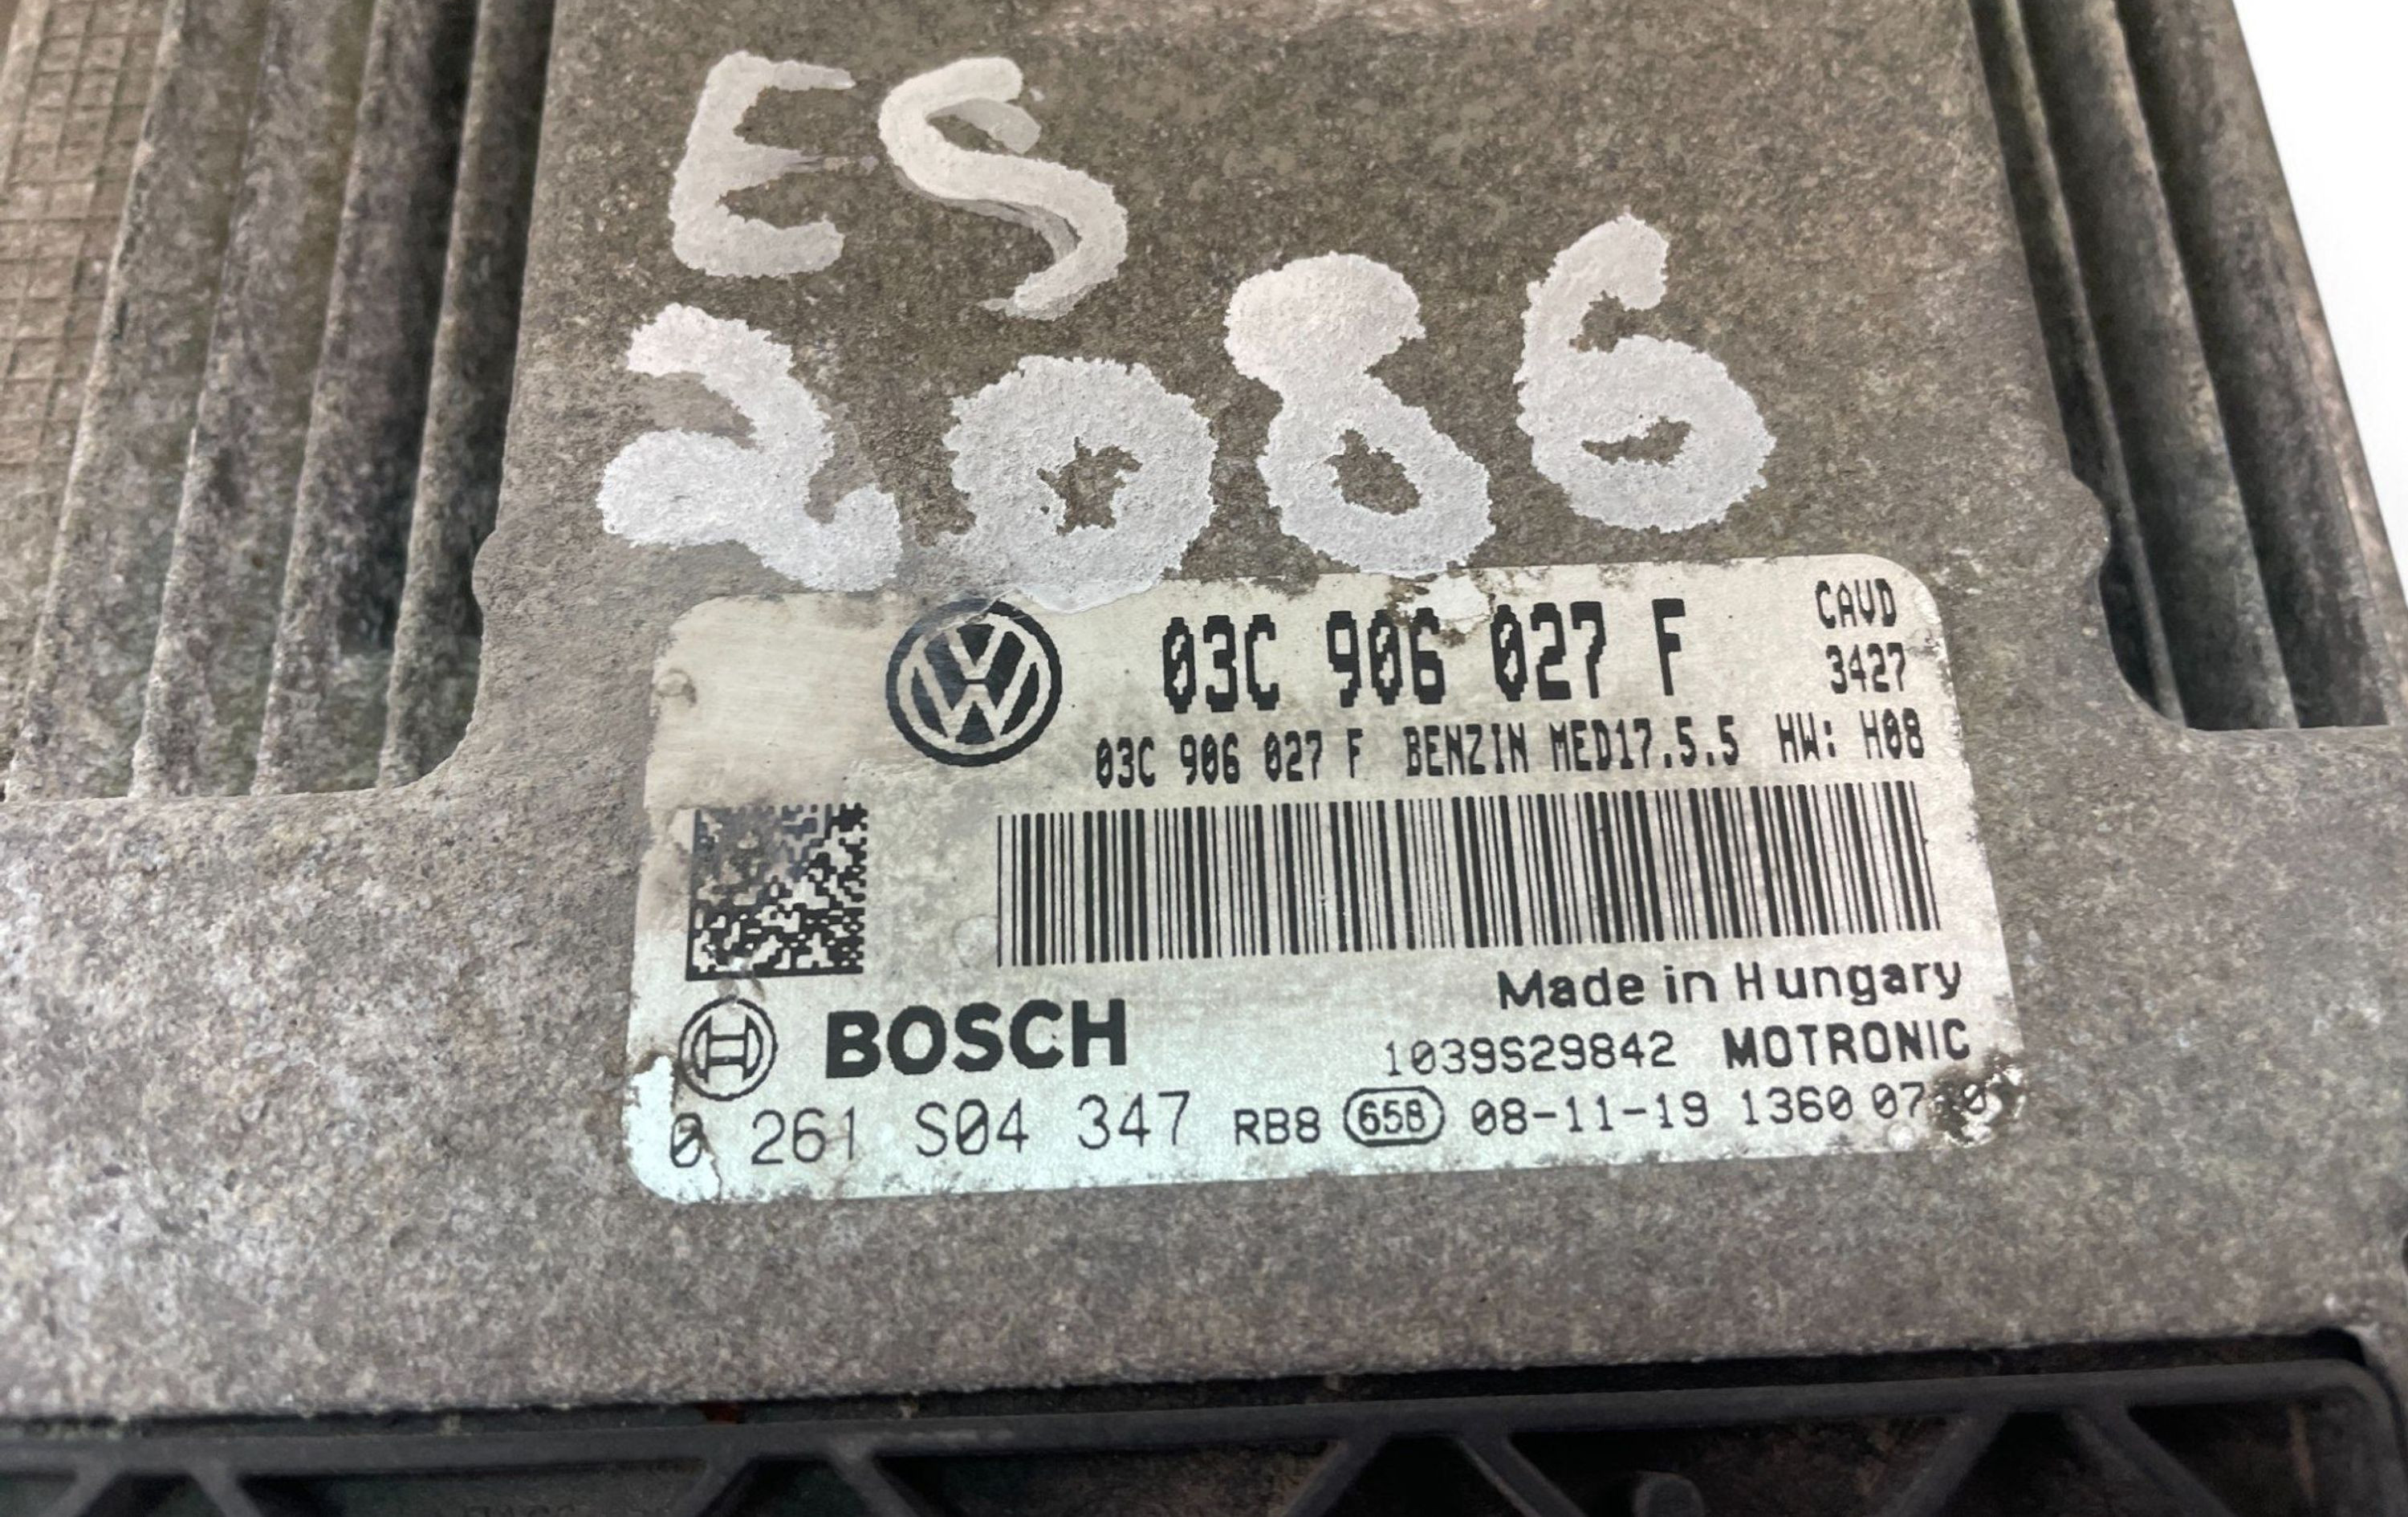 ES
2086
03C 906 027 F
CAVD
3427
03C 906 027 F BENZIN MED17.5.5 HW: H08
Made in Hungary
BOSCH
1039S29842 MOTRONIC
0 261 S04 347 RB8 658 08-11-19 1360